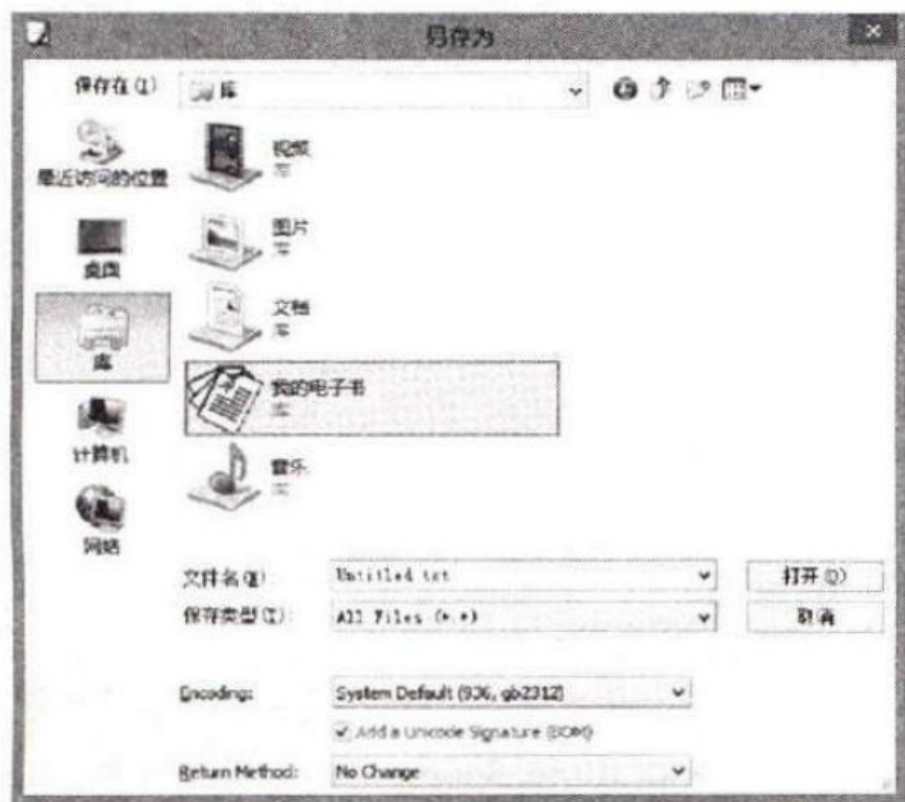 另存为
保存在(I) 库
最近访问的位置
桌面
库
计算机
网络
视频
库
图片
库
文档
库
我的电子书
库
音乐
库
文件名(N): Untitled.txt 打开(O)
保存类型(T): All Files (*.*) 取消
Encoding: System Default (936, gb2312)
Add a Unicode Signature (BOM)
Return Method: No Change